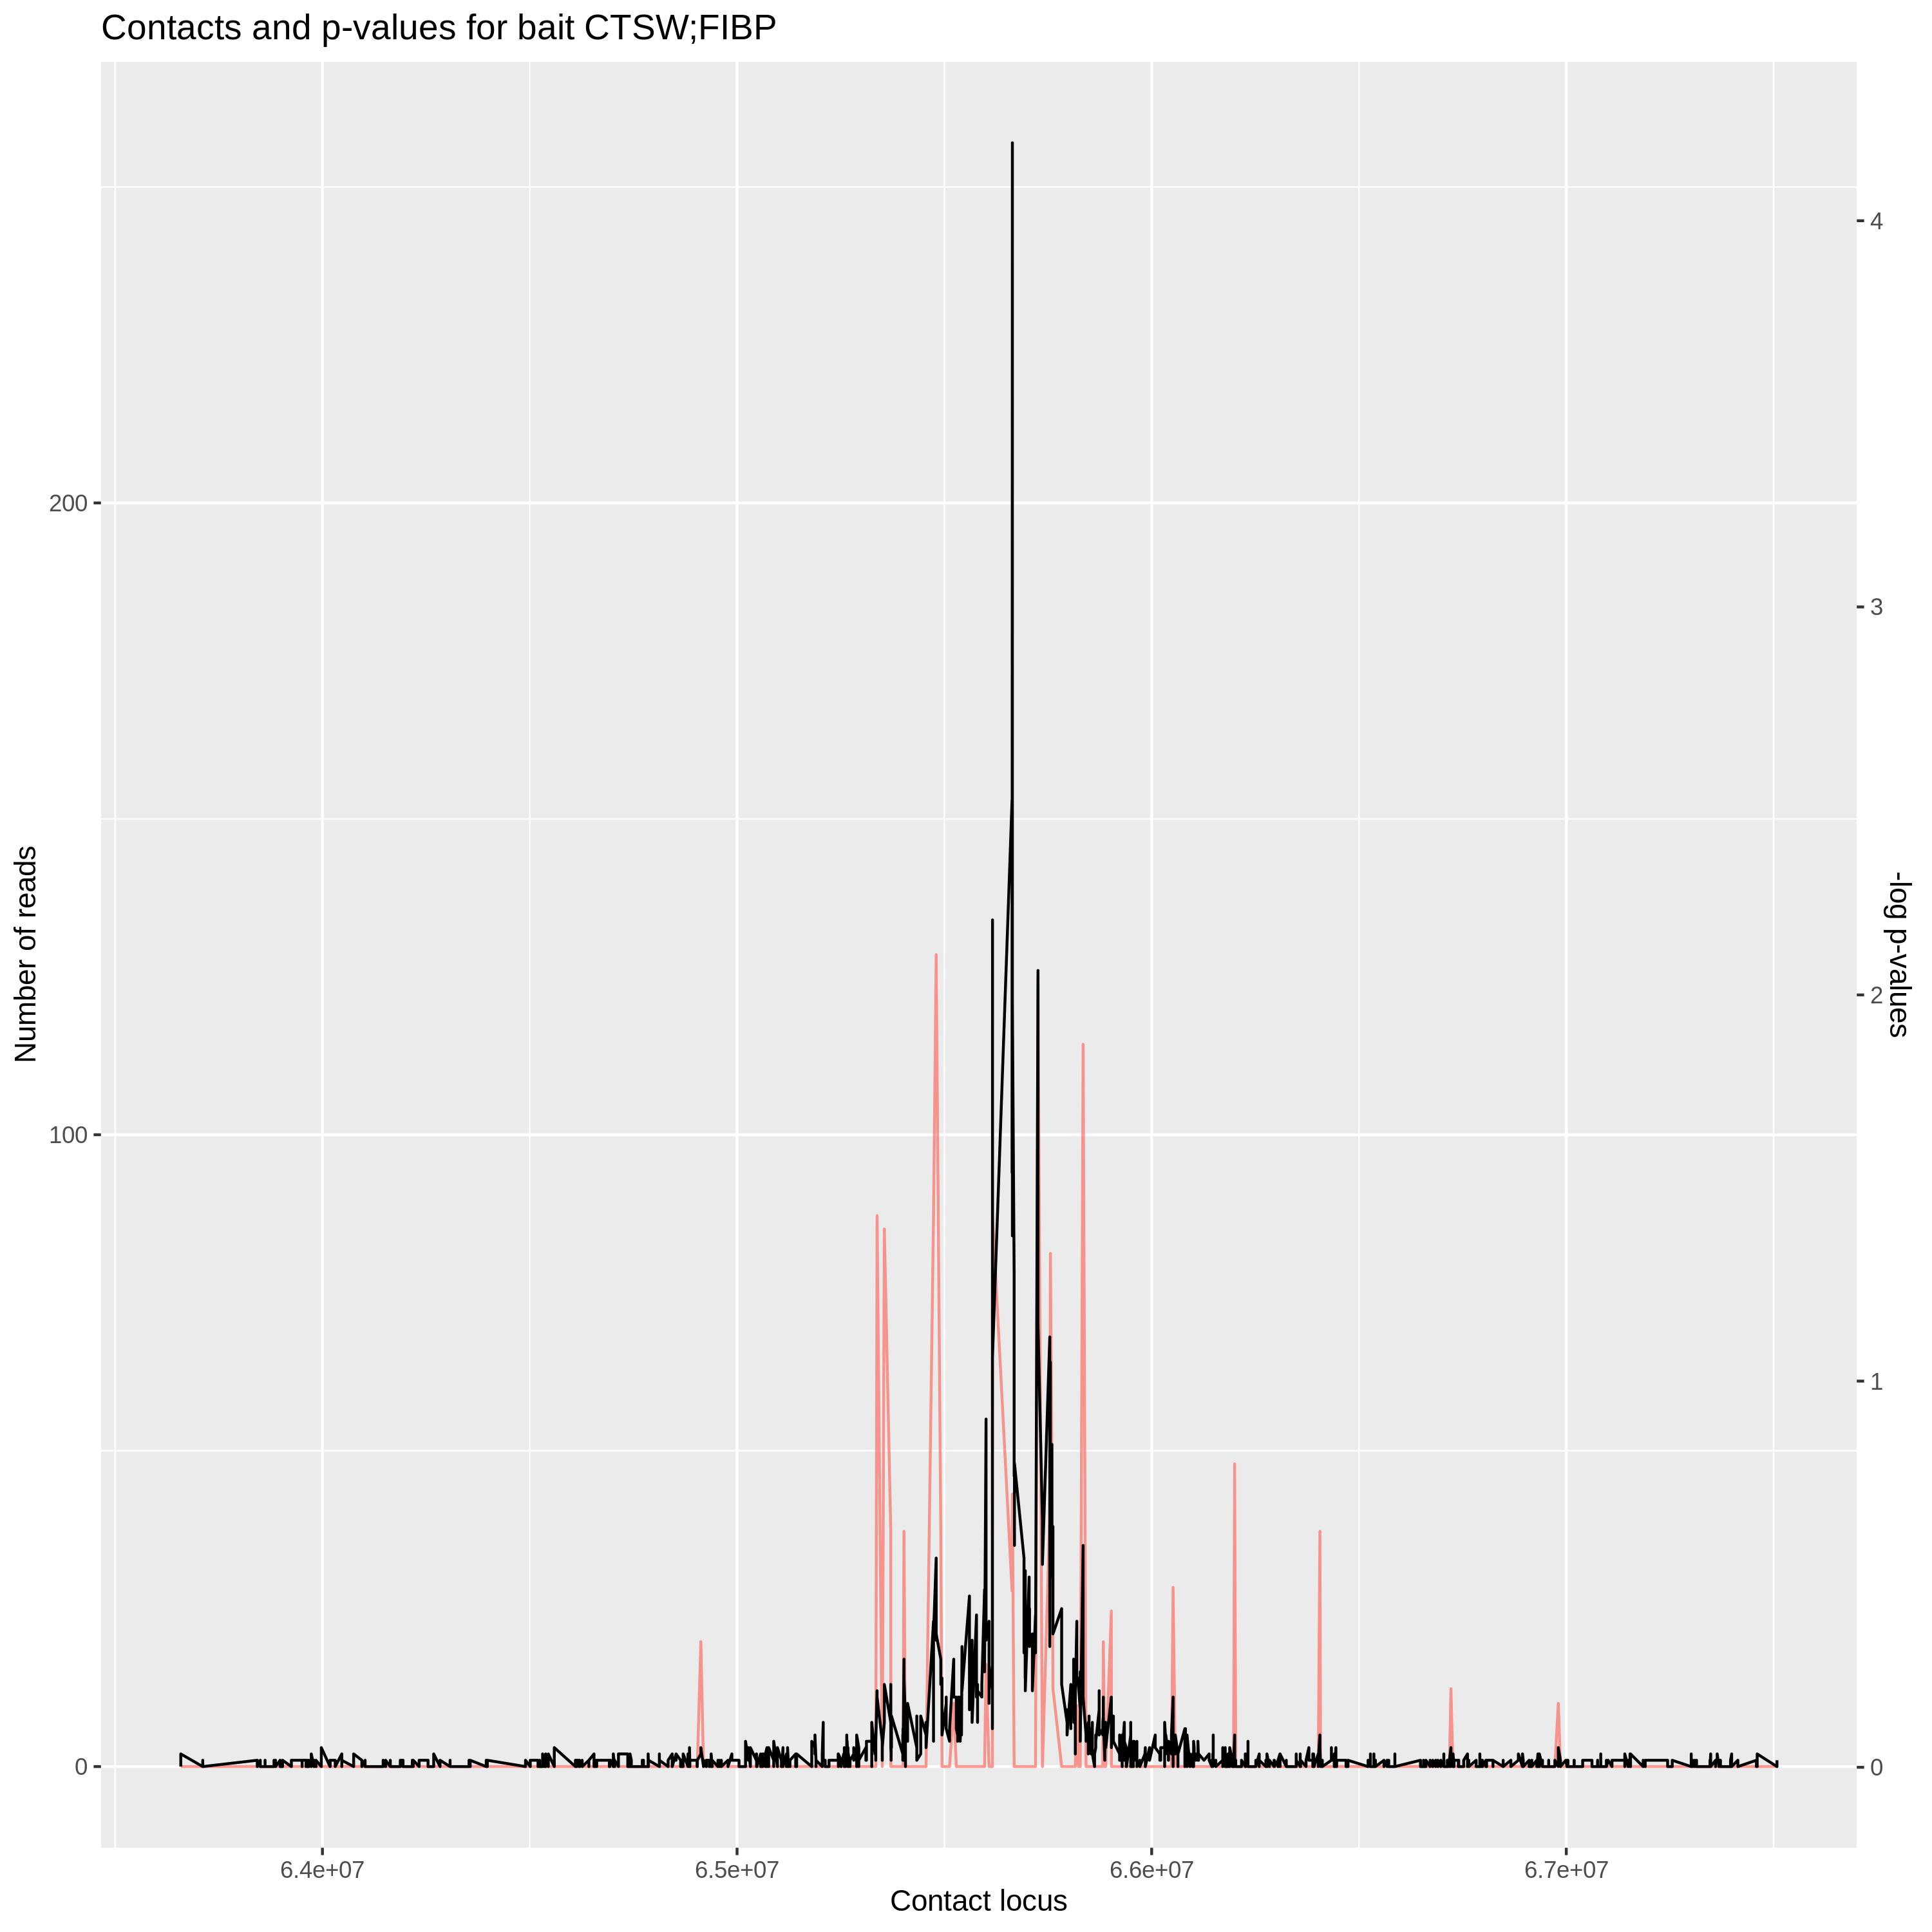 Contacts and p-values for bait CTSW;FIBP
Number of reads
200
100
0
4
3
2
1
0
-log p-values
6.4e+07
6.5e+07
6.6e+07
6.7e+07
Contact locus